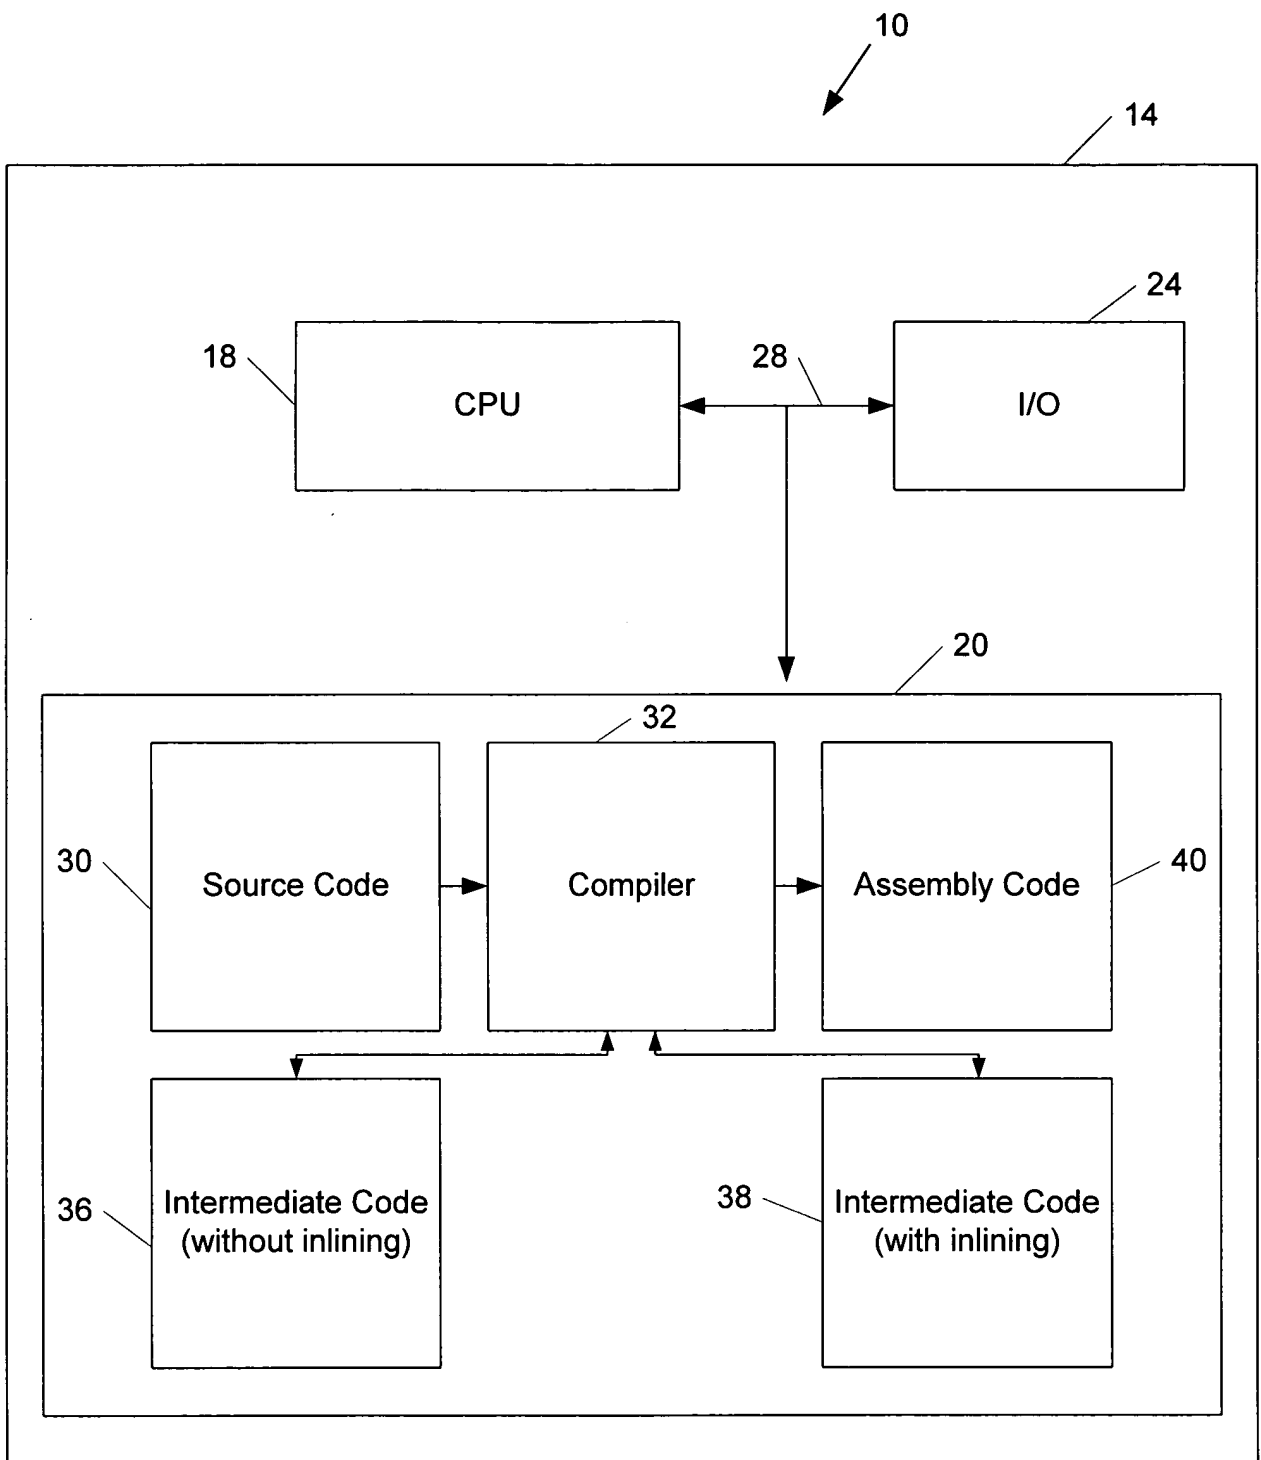 10
14
24
18
28
CPU
I/O
20
32
30
40
Source Code
Compiler
Assembly Code
36
38
Intermediate Code
(without inlining)
Intermediate Code
(with inlining)